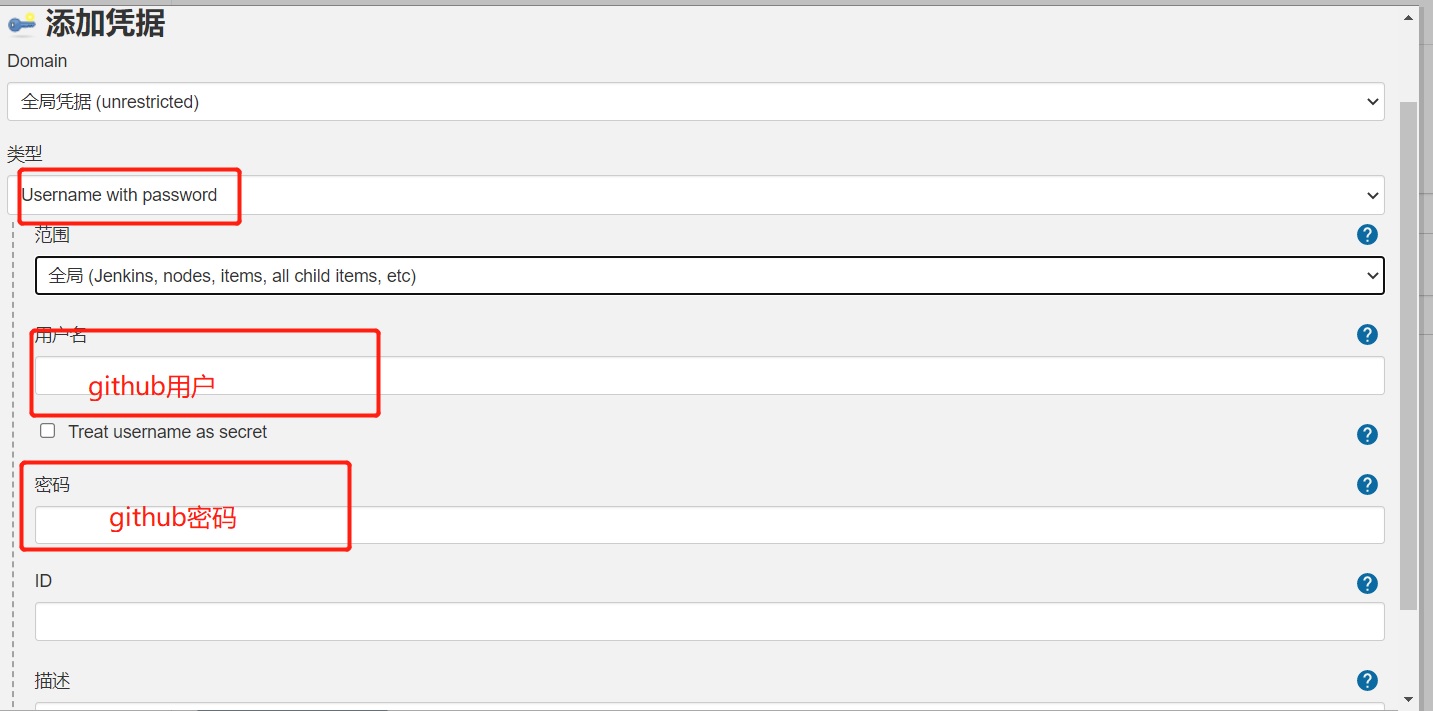 添加凭据
Domain
全局凭据 (unrestricted)
类型
Username with password
范围
全局 (Jenkins, nodes, items, all child items, etc)
用户名
github用户
Treat username as secret
密码
github密码
ID
描述